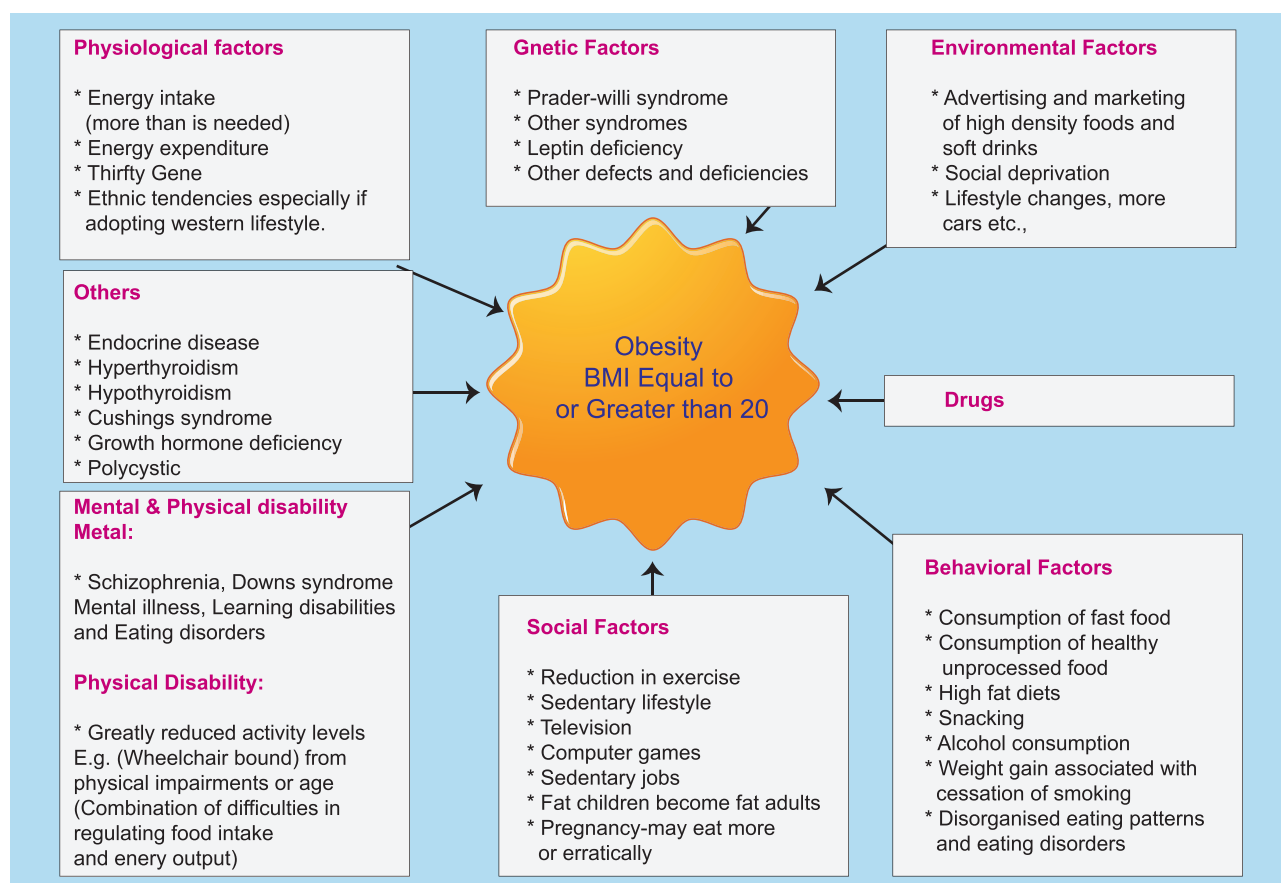 Physiological factors
* Energy intake
(more than is needed)
* Energy expenditure
* Thirfty Gene
* Ethnic tendencies especially if
adopting western lifestyle.
Gnetic Factors
* Prader-willi syndrome
* Other syndromes
* Leptin deficiency
* Other defects and deficiencies
Environmental Factors
* Advertising and marketing
of high density foods and
soft drinks
* Social deprivation
* Lifestyle changes, more
cars etc.,
Others
* Endocrine disease
* Hyperthyroidism
* Hypothyroidism
* Cushings syndrome
* Growth hormone deficiency
* Polycystic
Obesity
BMI Equal to
or Greater than 20
Drugs
Mental & Physical disability
Metal:
* Schizophrenia, Downs syndrome
Mental illness, Learning disabilities
and Eating disorders
Physical Disability:
* Greatly reduced activity levels
E.g. (Wheelchair bound) from
physical impairments or age
(Combination of difficulties in
regulating food intake
and enery output)
Social Factors
* Reduction in exercise
* Sedentary lifestyle
* Television
* Computer games
* Sedentary jobs
* Fat children become fat adults
* Pregnancy-may eat more
or erratically
Behavioral Factors
* Consumption of fast food
* Consumption of healthy
unprocessed food
* High fat diets
* Snacking
* Alcohol consumption
* Weight gain associated with
cessation of smoking
* Disorganised eating patterns
and eating disorders